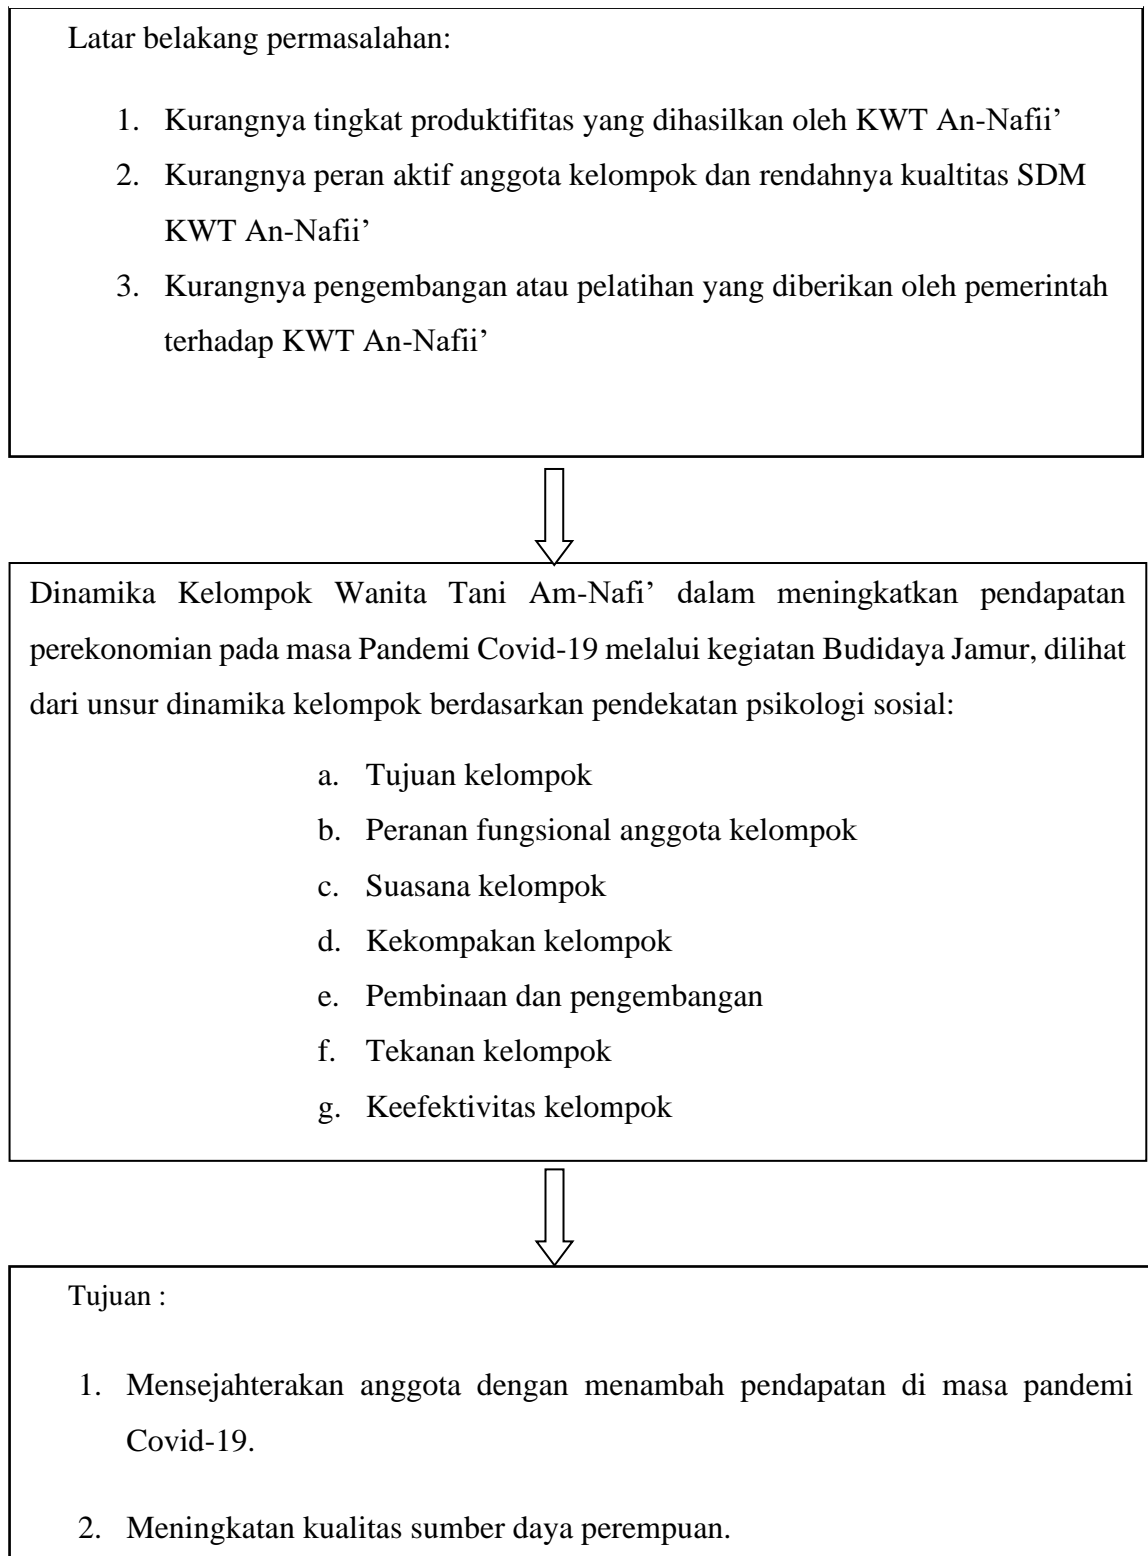 Latar belakang permasalahan:
1. Kurangnya tingkat produktifitas yang dihasilkan oleh KWT An-Nafii’
2. Kurangnya peran aktif anggota kelompok dan rendahnya kualtitas SDM
KWT An-Nafii’
3. Kurangnya pengembangan atau pelatihan yang diberikan oleh pemerintah
terhadap KWT An-Nafii’
Dinamika Kelompok Wanita Tani Am-Nafi’ dalam meningkatkan pendapatan
perekonomian pada masa Pandemi Covid-19 melalui kegiatan Budidaya Jamur, dilihat
dari unsur dinamika kelompok berdasarkan pendekatan psikologi sosial:
a. Tujuan kelompok
b. Peranan fungsional anggota kelompok
c. Suasana kelompok
d. Kekompakan kelompok
e. Pembinaan dan pengembangan
f. Tekanan kelompok
g. Keefektivitas kelompok
Tujuan :
1. Mensejahterakan anggota dengan menambah pendapatan di masa pandemi
Covid-19.
2. Meningkatan kualitas sumber daya perempuan.